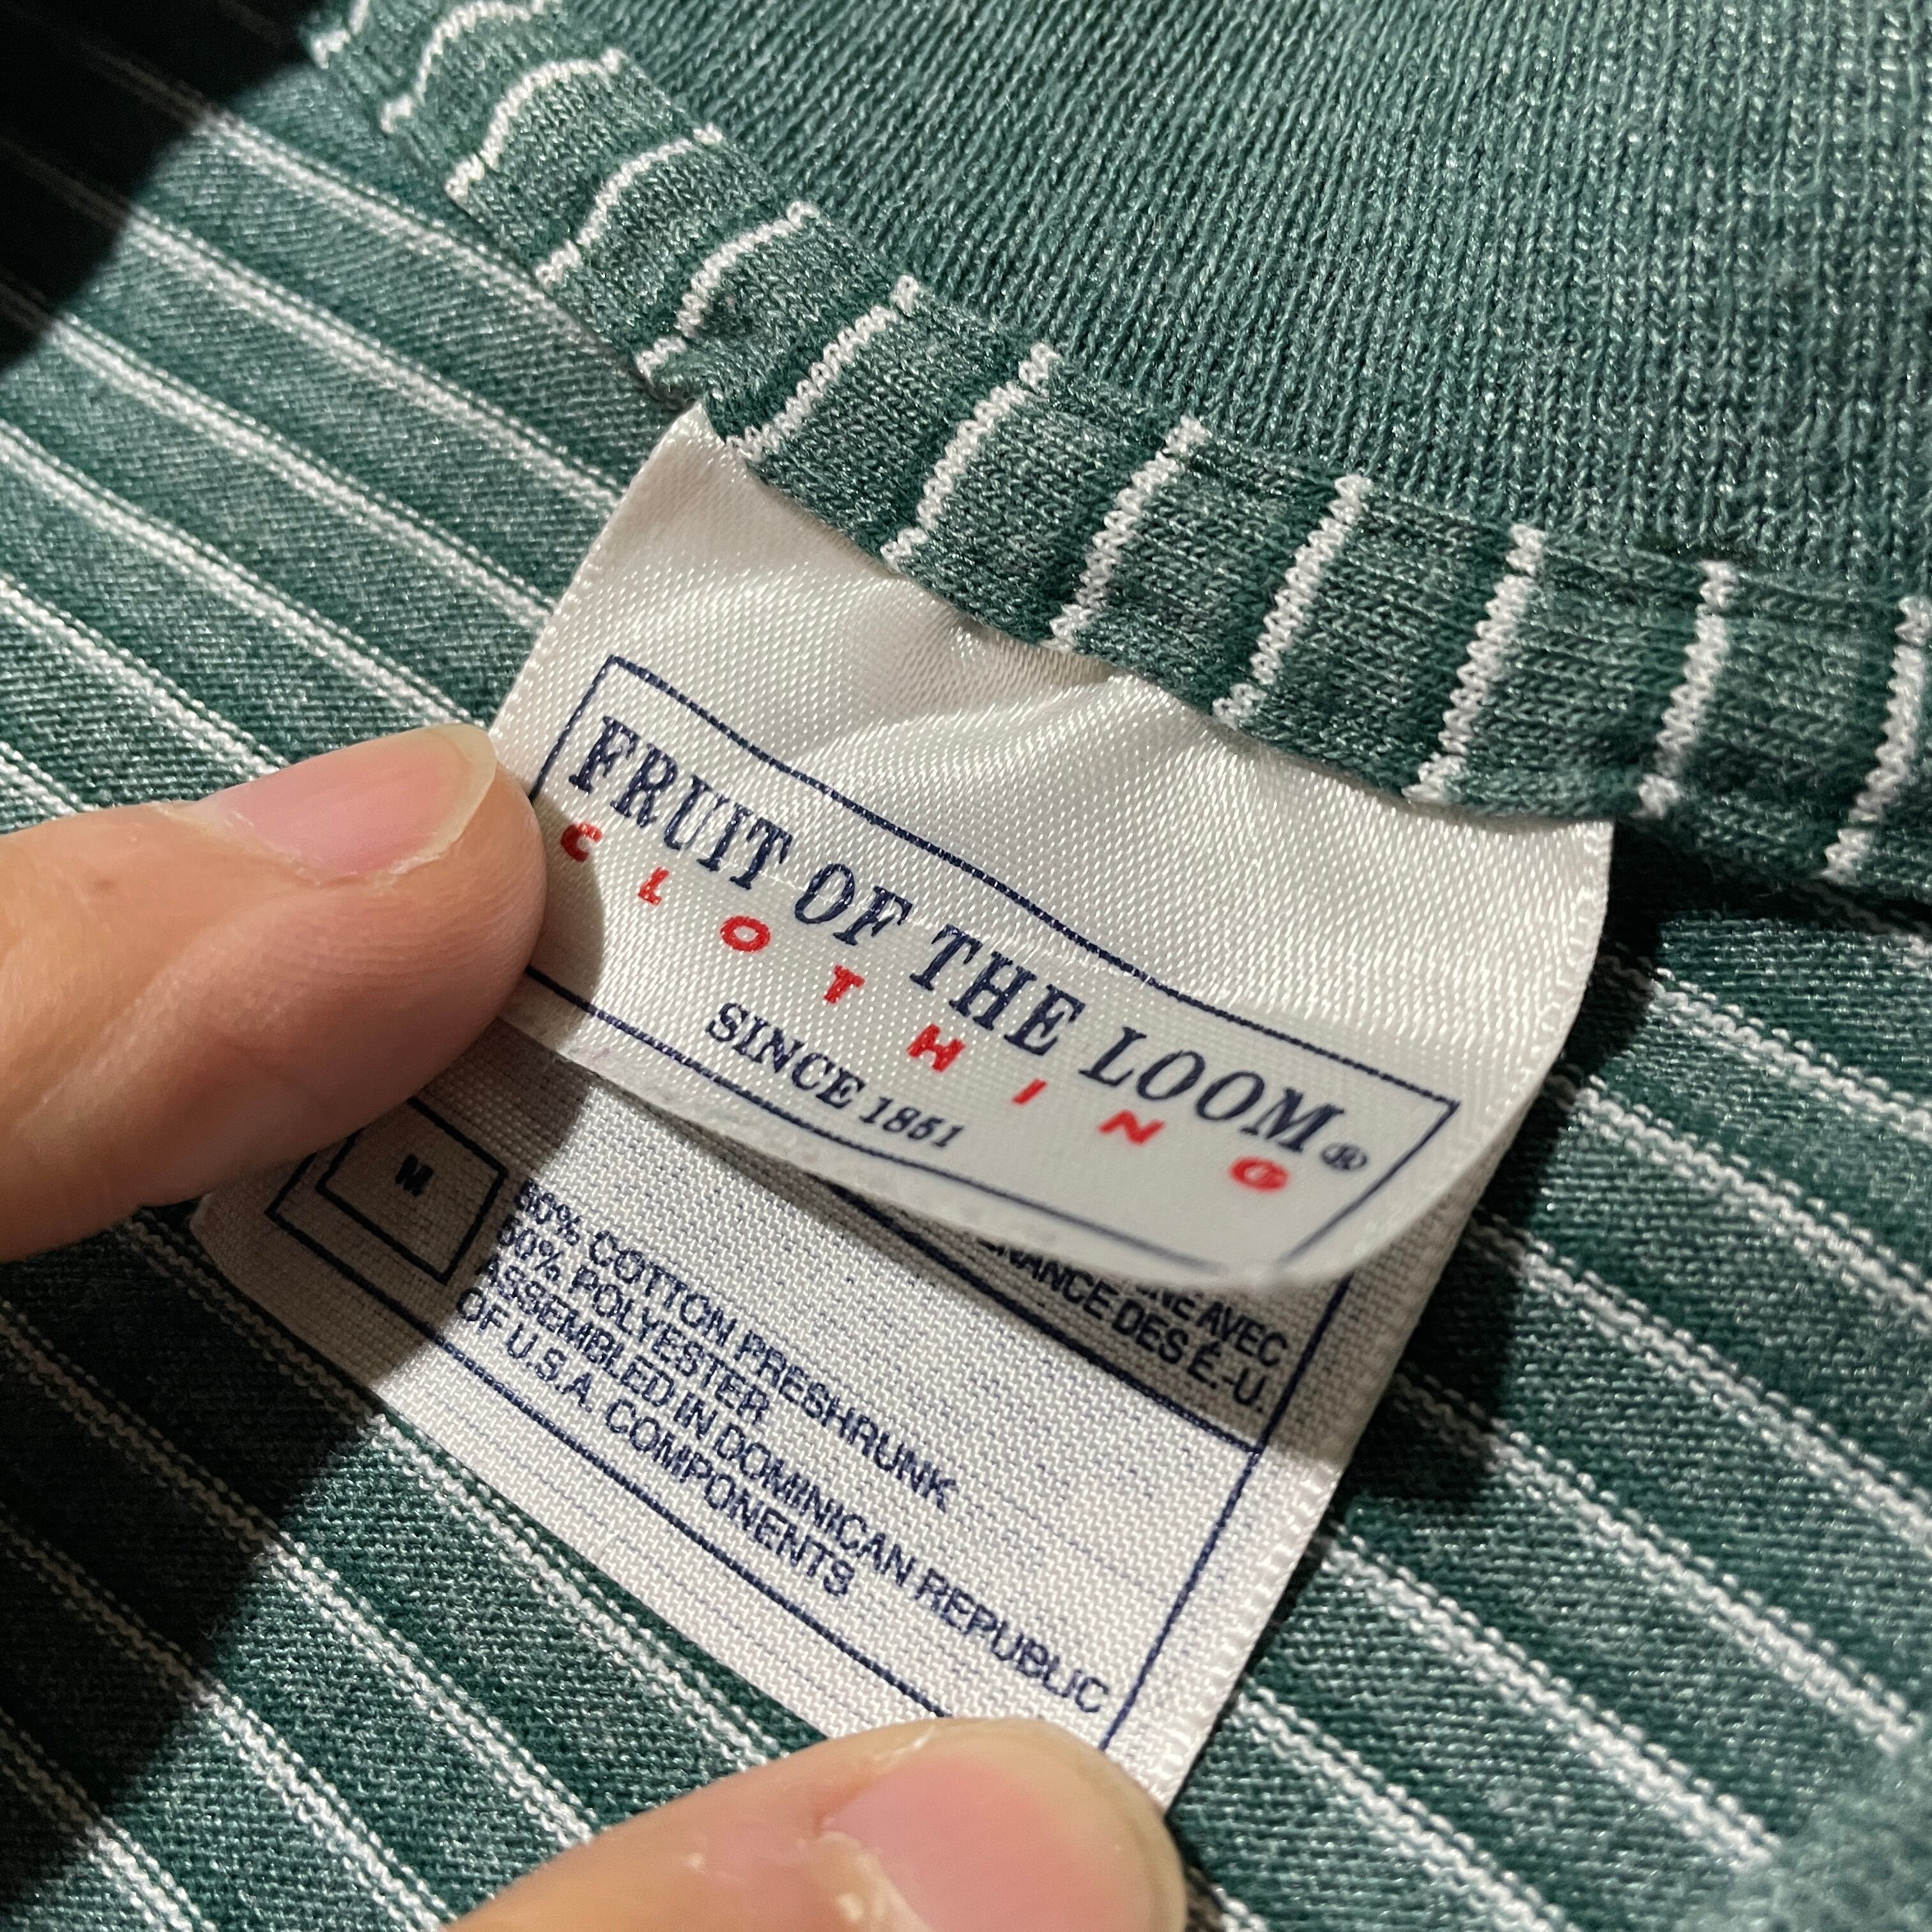 FRUIT OF THE LOOM®
CLOTHING
SINCE 1851
AVEC
DES É.-U.
M
50% COTTON PRESHRUNK
50% POLYESTER
ASSEMBLED IN DOMINICAN REPUBLIC
OF U.S.A. COMPONENTS